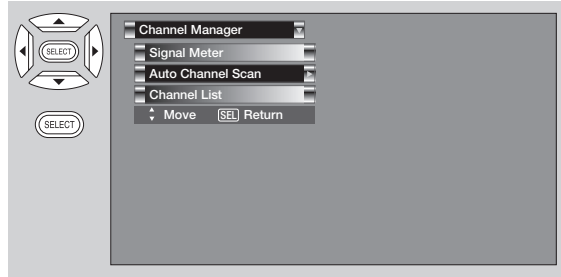 SELECT
SELECT
Channel Manager
Signal Meter
Auto Channel Scan
Channel List
Move SEL Return